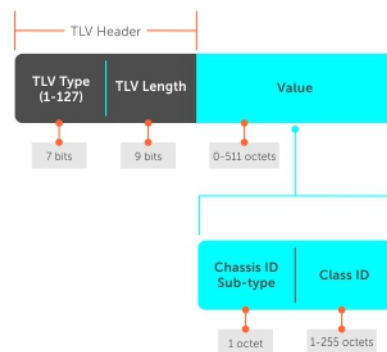 TLV Header
TLV Type
(1-127)
TLV Length
Value
7 bits
9 bits
0-511 octets
Chassis ID
Sub-type
Class ID
1 octet
1-255 octets